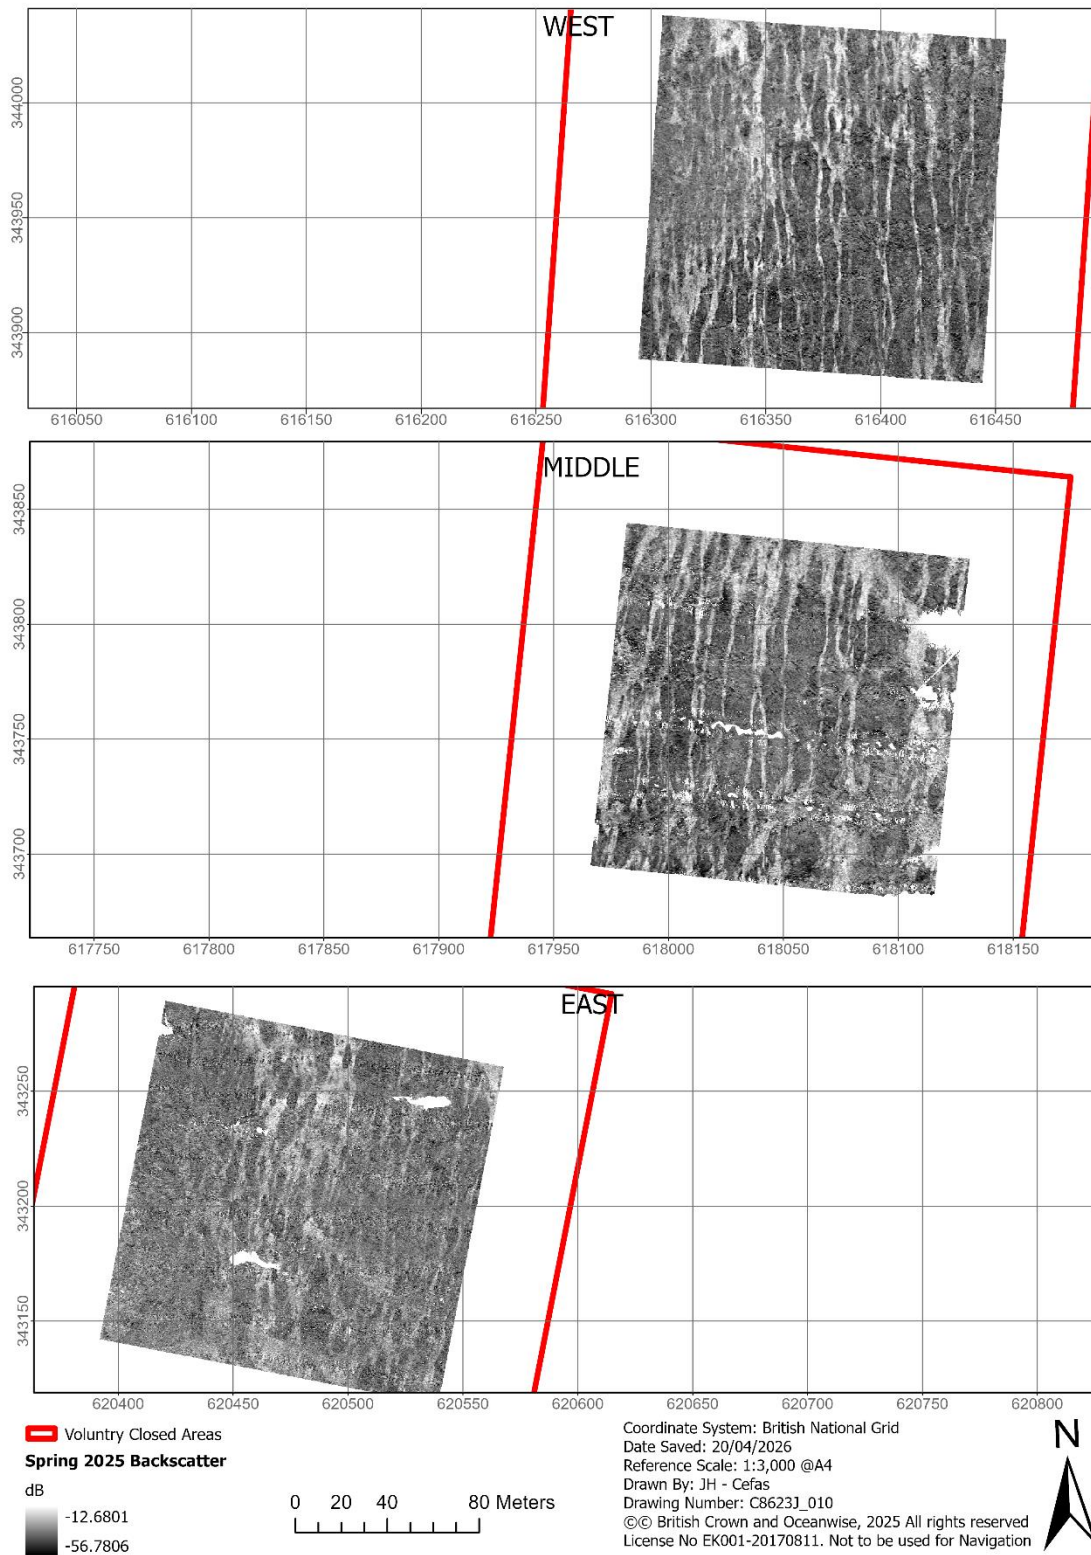 WEST
344000
343950
343900
616050 616100 616150 616200 616250 616300 616350 616400 616450
MIDDLE
343850
343800
343750
343700
617750 617800 617850 617900 617950 618000 618050 618100 618150
EAST
343250
343200
343150
620400 620450 620500 620550 620600 620650 620700 620750 620800
Voluntry Closed Areas
Spring 2025 Backscatter
dB
-12.6801
-56.7806
0 20 40 80 Meters
Coordinate System: British National Grid
Date Saved: 20/04/2026
Reference Scale: 1:3,000 @A4
Drawn By: JH - Cefas
Drawing Number: C8623J_010
©© British Crown and Oceanwise, 2025 All rights reserved
License No EK001-20170811. Not to be used for Navigation
N